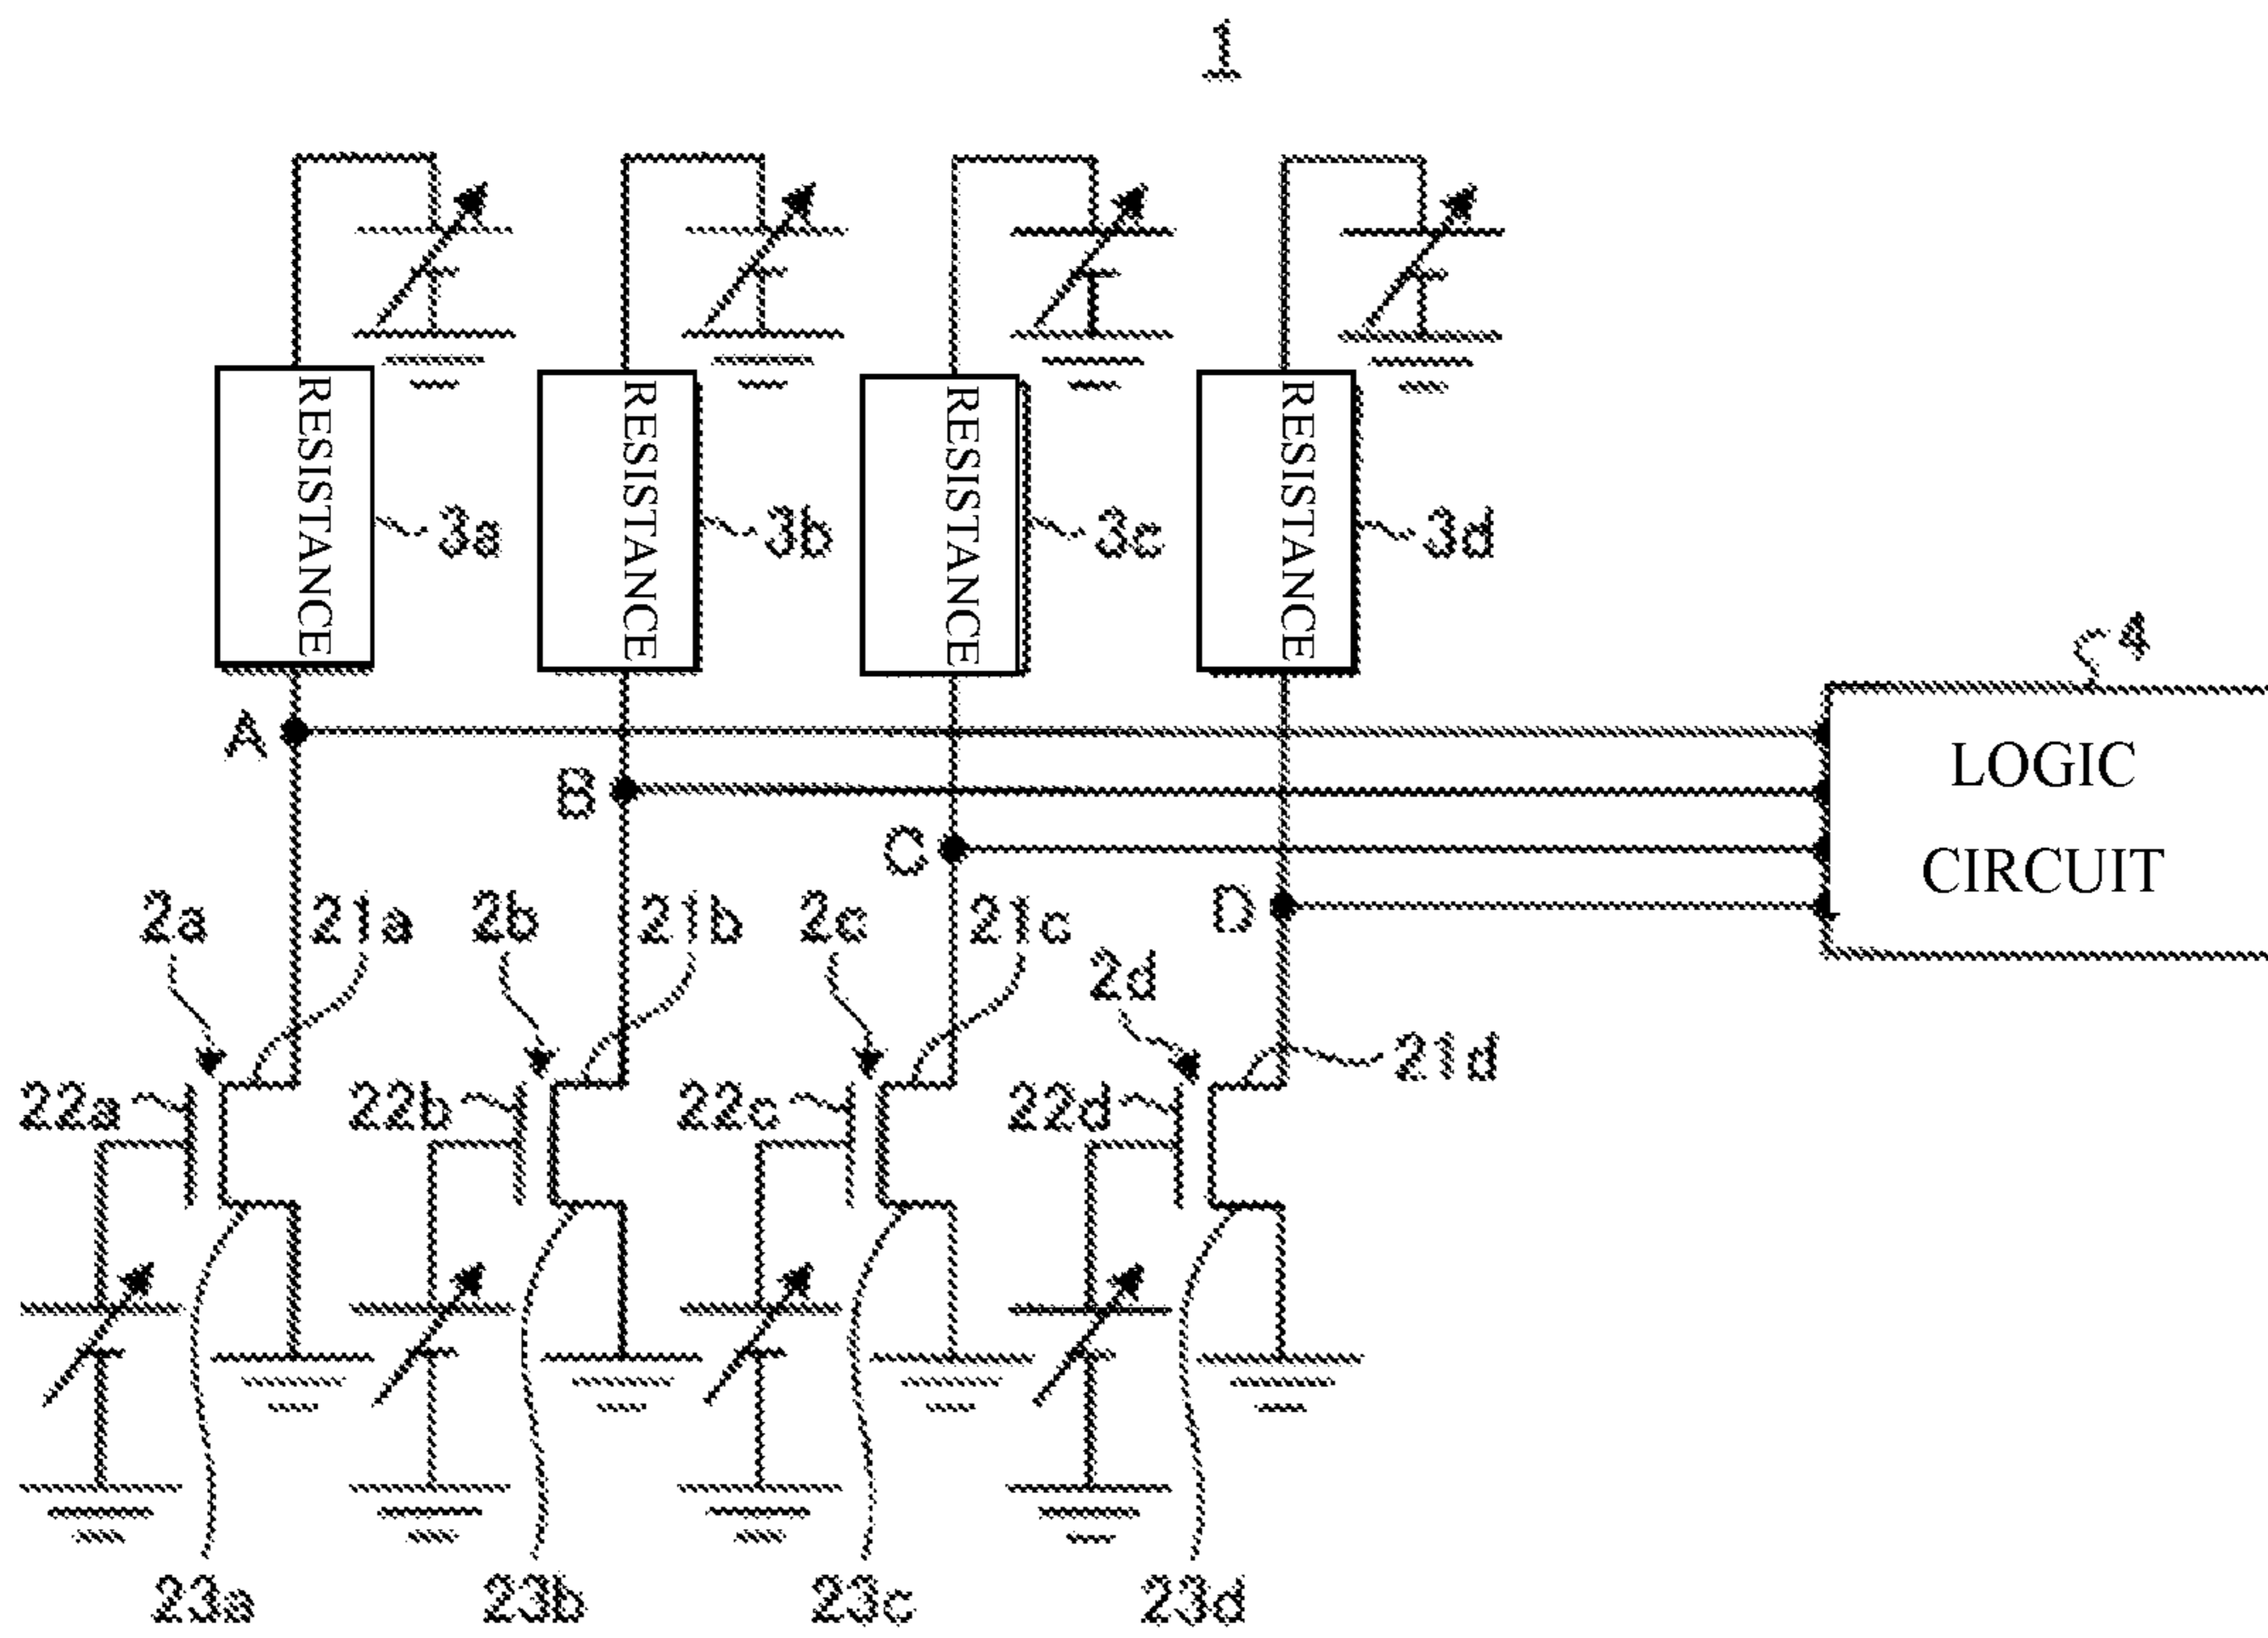 1
RESISTANCE
RESISTANCE
RESISTANCE
RESISTANCE
3a
3b
3c
3d
4
A
B
C
D
LOGIC
CIRCUIT
2a
21a
2b
21b
2c
21c
2d
21d
22a
22b
22c
22d
23a
23b
23c
23d